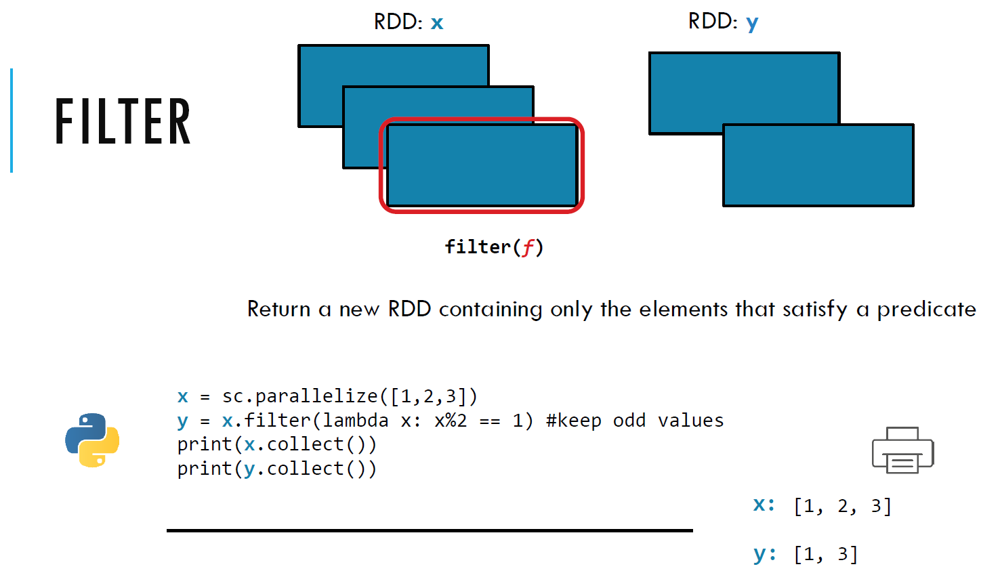 RDD: x
RDD: y
FILTER
filter(f)
Return a new RDD containing only the elements that satisfy a predicate
x = sc.parallelize([1,2,3])
y = x.filter(lambda x: x%2 == 1) #keep odd values
print(x.collect())
print(y.collect())
x: [1, 2, 3]
y: [1, 3]